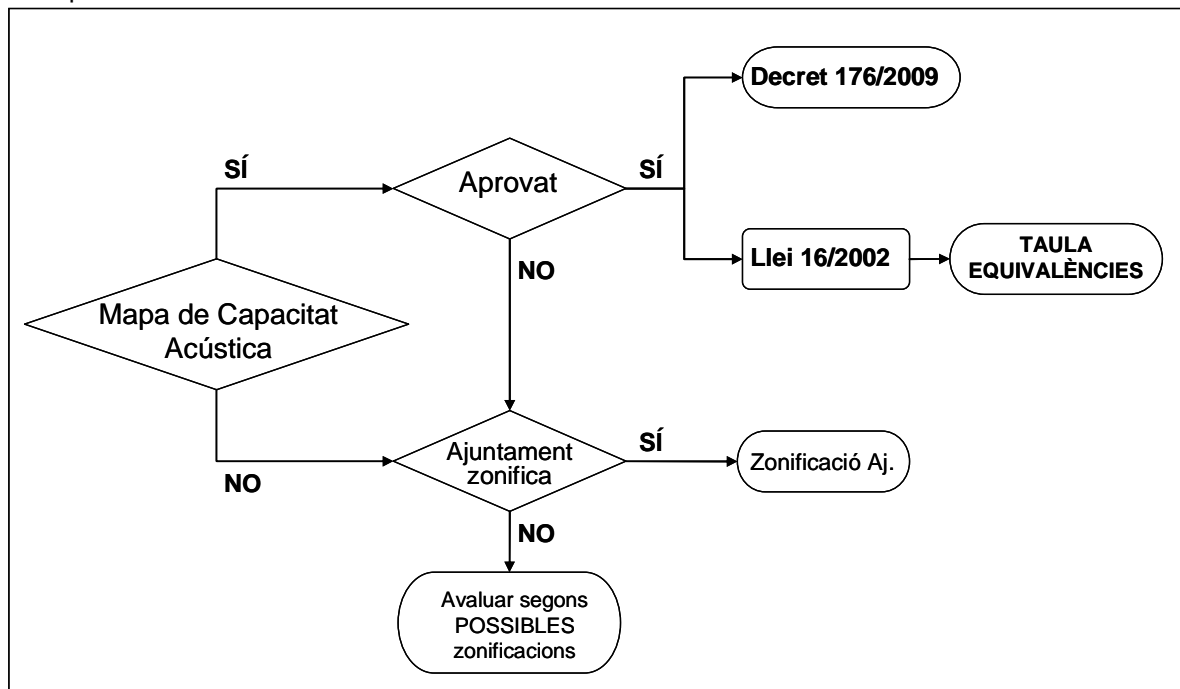 Decret 176/2009
SÍ
Aprovat
SÍ
Llei 16/2002
TAULA
EQUIVALÈNCIES
NO
Mapa de Capacitat
Acústica
NO
Ajuntament
zonifica
SÍ
Zonificació Aj.
NO
Avaluar segons
POSSIBLES
zonificacions